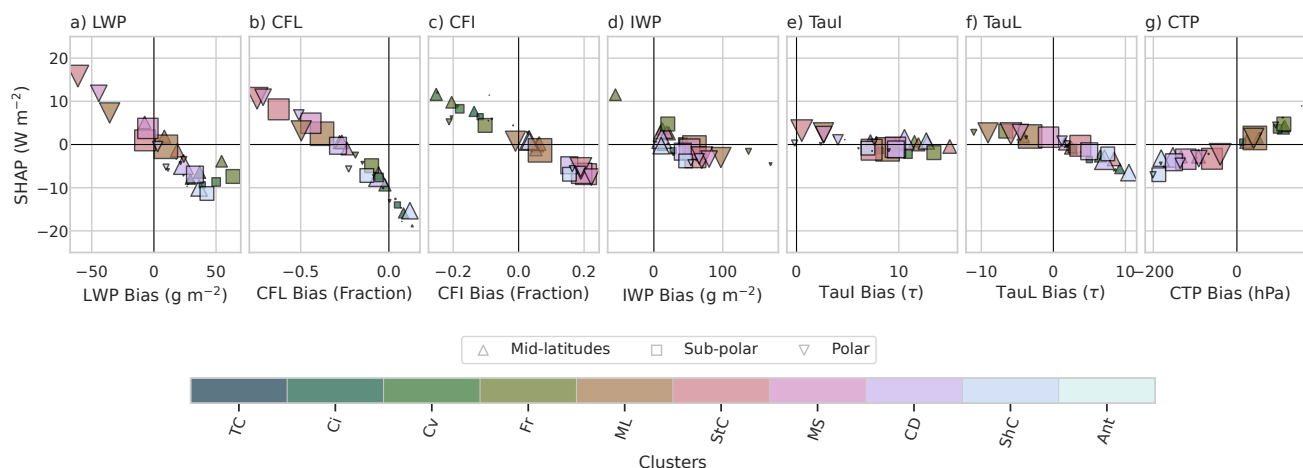 a) LWP
b) CFL
c) CFI
d) IWP
e) TauI
f) TauL
g) CTP
SHAP (W m⁻²)
20
10
0
−10
−20
−50 0 50
−0.5 0.0
−0.2 0.0 0.2
0 100
0 10
−10 0 10
−200 0
LWP Bias (g m⁻²)
CFL Bias (Fraction)
CFI Bias (Fraction)
IWP Bias (g m⁻²)
TauI Bias (τ)
TauL Bias (τ)
CTP Bias (hPa)
Mid-latitudes Sub-polar Polar
TC Ci Cv Fr ML StC MS CD ShC Ant
Clusters